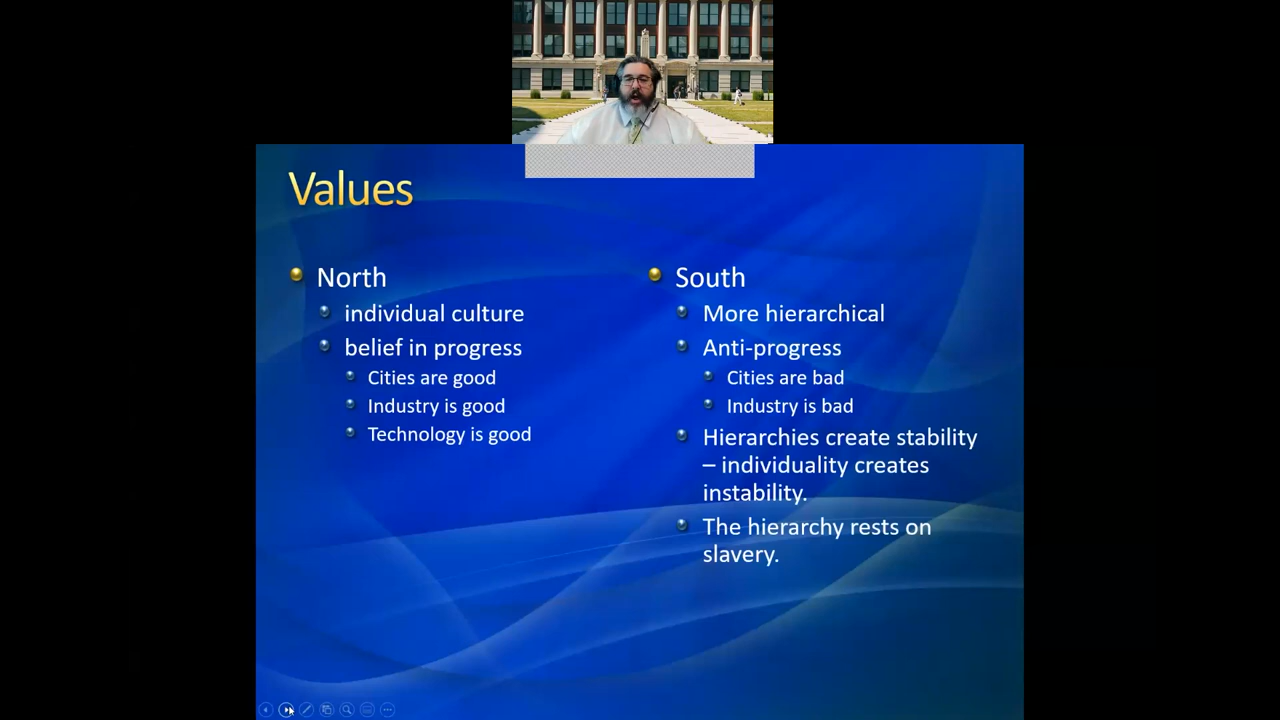 Values
North
individual culture
belief in progress
Cities are good
Industry is good
Technology is good
South
More hierarchical
Anti-progress
Cities are bad
Industry is bad
Hierarchies create stability
– individuality creates
instability.
The hierarchy rests on
slavery.